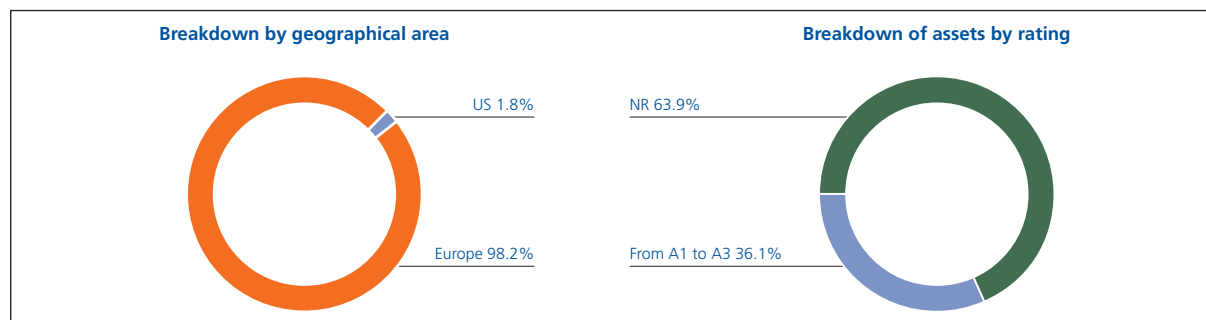 Breakdown by geographical area
US 1.8%
Europe 98.2%
Breakdown of assets by rating
NR 63.9%
From A1 to A3 36.1%